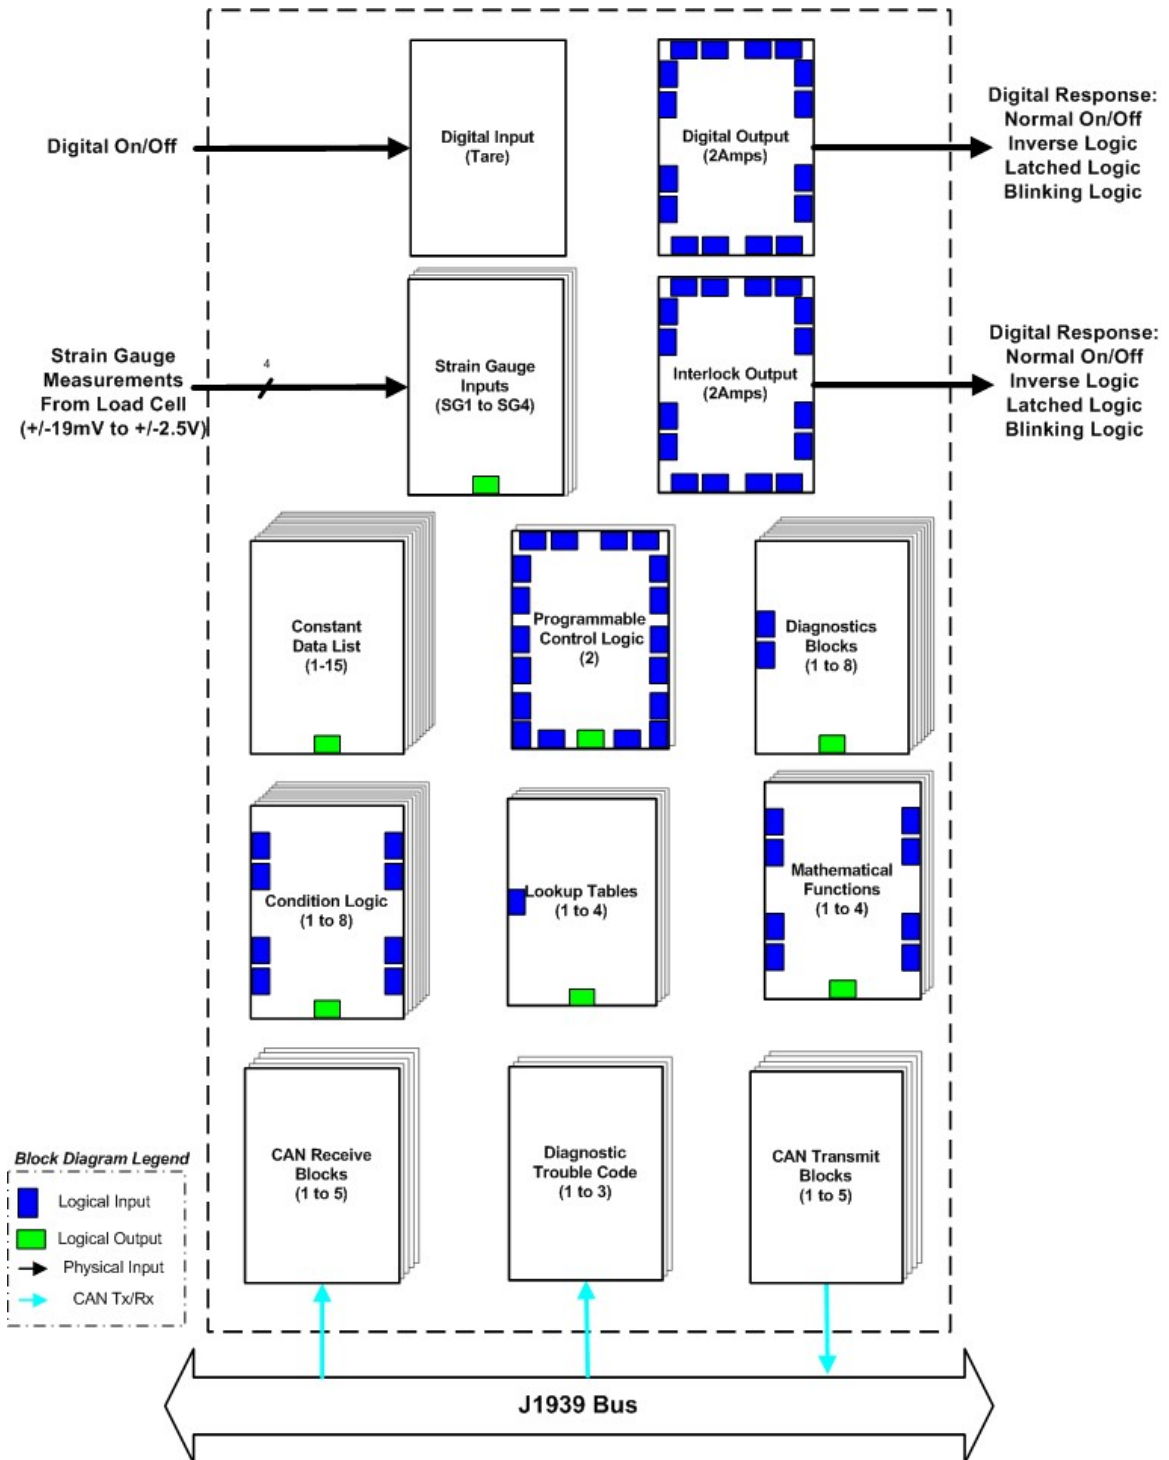 Digital On/Off
Digital Input
(Tare)
Digital Output
(2Amps)
Digital Response:
Normal On/Off
Inverse Logic
Latched Logic
Blinking Logic
Strain Gauge
Measurements
From Load Cell
(+/-19mV to +/-2.5V)
4
Strain Gauge
Inputs
(SG1 to SG4)
Interlock Output
(2Amps)
Digital Response:
Normal On/Off
Inverse Logic
Latched Logic
Blinking Logic
Constant
Data List
(1-15)
Programmable
Control Logic
(2)
Diagnostics
Blocks
(1 to 8)
Condition Logic
(1 to 8)
Lookup Tables
(1 to 4)
Mathematical
Functions
(1 to 4)
CAN Receive
Blocks
(1 to 5)
Diagnostic
Trouble Code
(1 to 3)
CAN Transmit
Blocks
(1 to 5)
Block Diagram Legend
Logical Input
Logical Output
Physical Input
CAN Tx/Rx
J1939 Bus